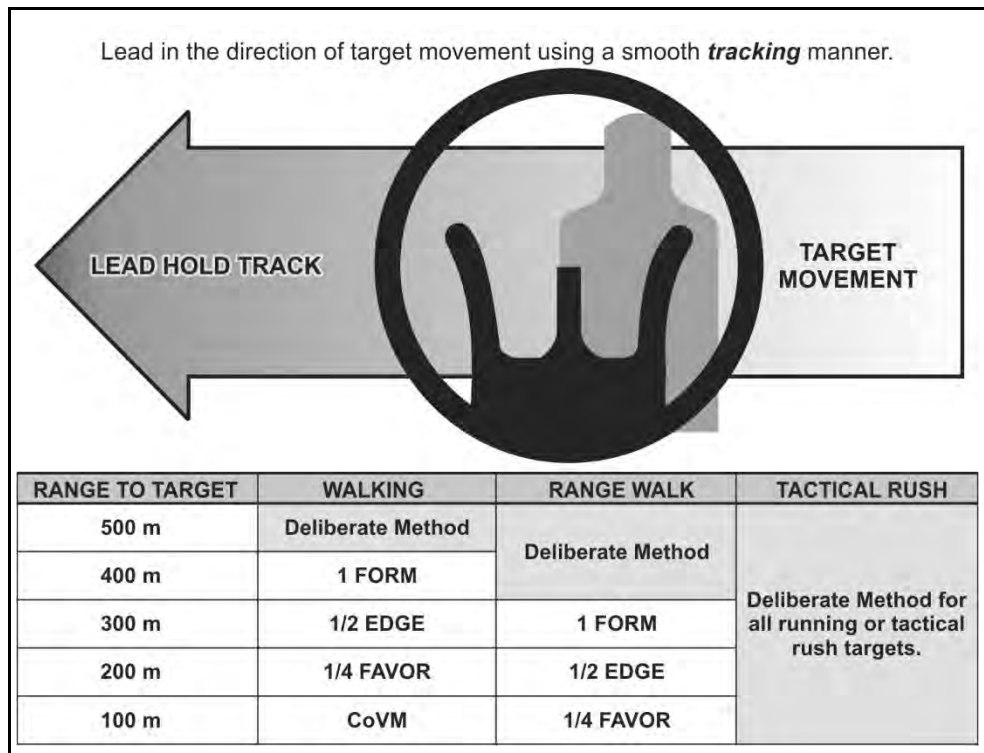 Lead in the direction of target movement using a smooth tracking manner.
LEAD HOLD TRACK
TARGET
MOVEMENT
RANGE TO TARGET WALKING RANGE WALK TACTICAL RUSH
500 m Deliberate Method
Deliberate Method
400 m 1 FORM
Deliberate Method for
all running or tactical
rush targets.
300 m 1/2 EDGE 1 FORM
200 m 1/4 FAVOR 1/2 EDGE
100 m CoVM 1/4 FAVOR